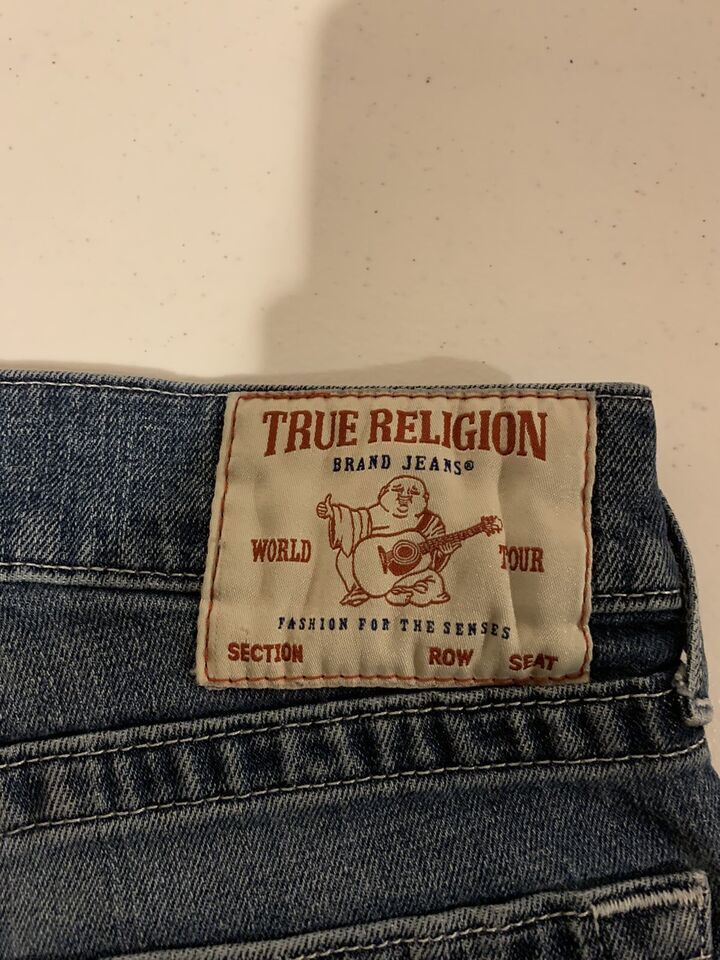 TRUE RELIGION
BRAND JEANS®
WORLD TOUR
FASHION FOR THE SENSES
SECTION ROW SEAT